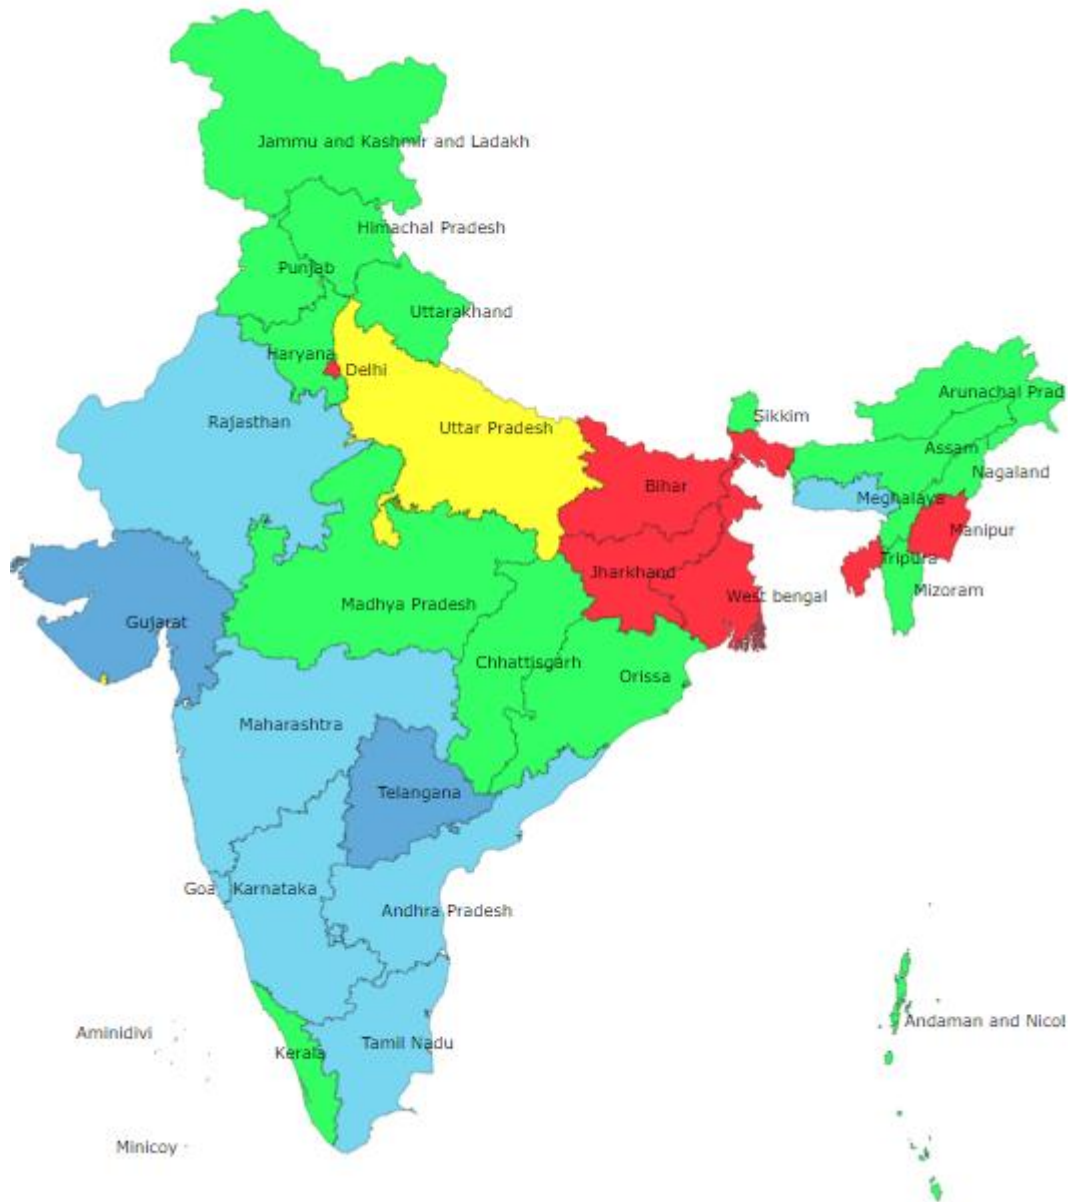 Jammu and Kashmir and Ladakh
Himachal Pradesh
Punjab
Uttarakhand
Haryana
Delhi
Arunachal Prad
Rajasthan
Sikkim
Uttar Pradesh
Assam
Nagaland
Bihar
Meghalaya
Manipur
Tripura
Jharkhand
Mizoram
West bengal
Madhya Pradesh
Gujarat
Chhattisgarh
Orissa
Maharashtra
Telangana
Goa
Karnataka
Andhra Pradesh
Andaman and Nicol
Aminidivi
Tamil Nadu
Kerala
Minicoy